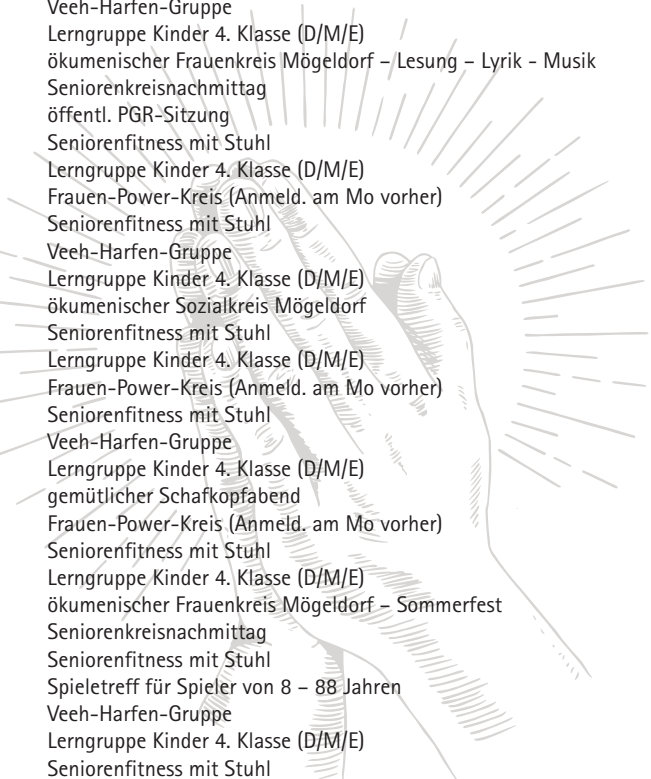 Veeh-Harfen-Gruppe
Lerngruppe Kinder 4. Klasse (D/M/E)
ökumenischer Frauenkreis Mögeldorf – Lesung – Lyrik - Musik
Seniorenkreisnachmittag
öffentl. PGR-Sitzung
Seniorenfitness mit Stuhl
Lerngruppe Kinder 4. Klasse (D/M/E)
Frauen-Power-Kreis (Anmeld. am Mo vorher)
Seniorenfitness mit Stuhl
Veeh-Harfen-Gruppe
Lerngruppe Kinder 4. Klasse (D/M/E)
ökumenischer Sozialkreis Mögeldorf
Seniorenfitness mit Stuhl
Lerngruppe Kinder 4. Klasse (D/M/E)
Frauen-Power-Kreis (Anmeld. am Mo vorher)
Seniorenfitness mit Stuhl
Veeh-Harfen-Gruppe
Lerngruppe Kinder 4. Klasse (D/M/E)
gemütlicher Schafkopfabend
Frauen-Power-Kreis (Anmeld. am Mo vorher)
Seniorenfitness mit Stuhl
Lerngruppe Kinder 4. Klasse (D/M/E)
ökumenischer Frauenkreis Mögeldorf – Sommerfest
Seniorenkreisnachmittag
Seniorenfitness mit Stuhl
Spieletreff für Spieler von 8 – 88 Jahren
Veeh-Harfen-Gruppe
Lerngruppe Kinder 4. Klasse (D/M/E)
Seniorenfitness mit Stuhl